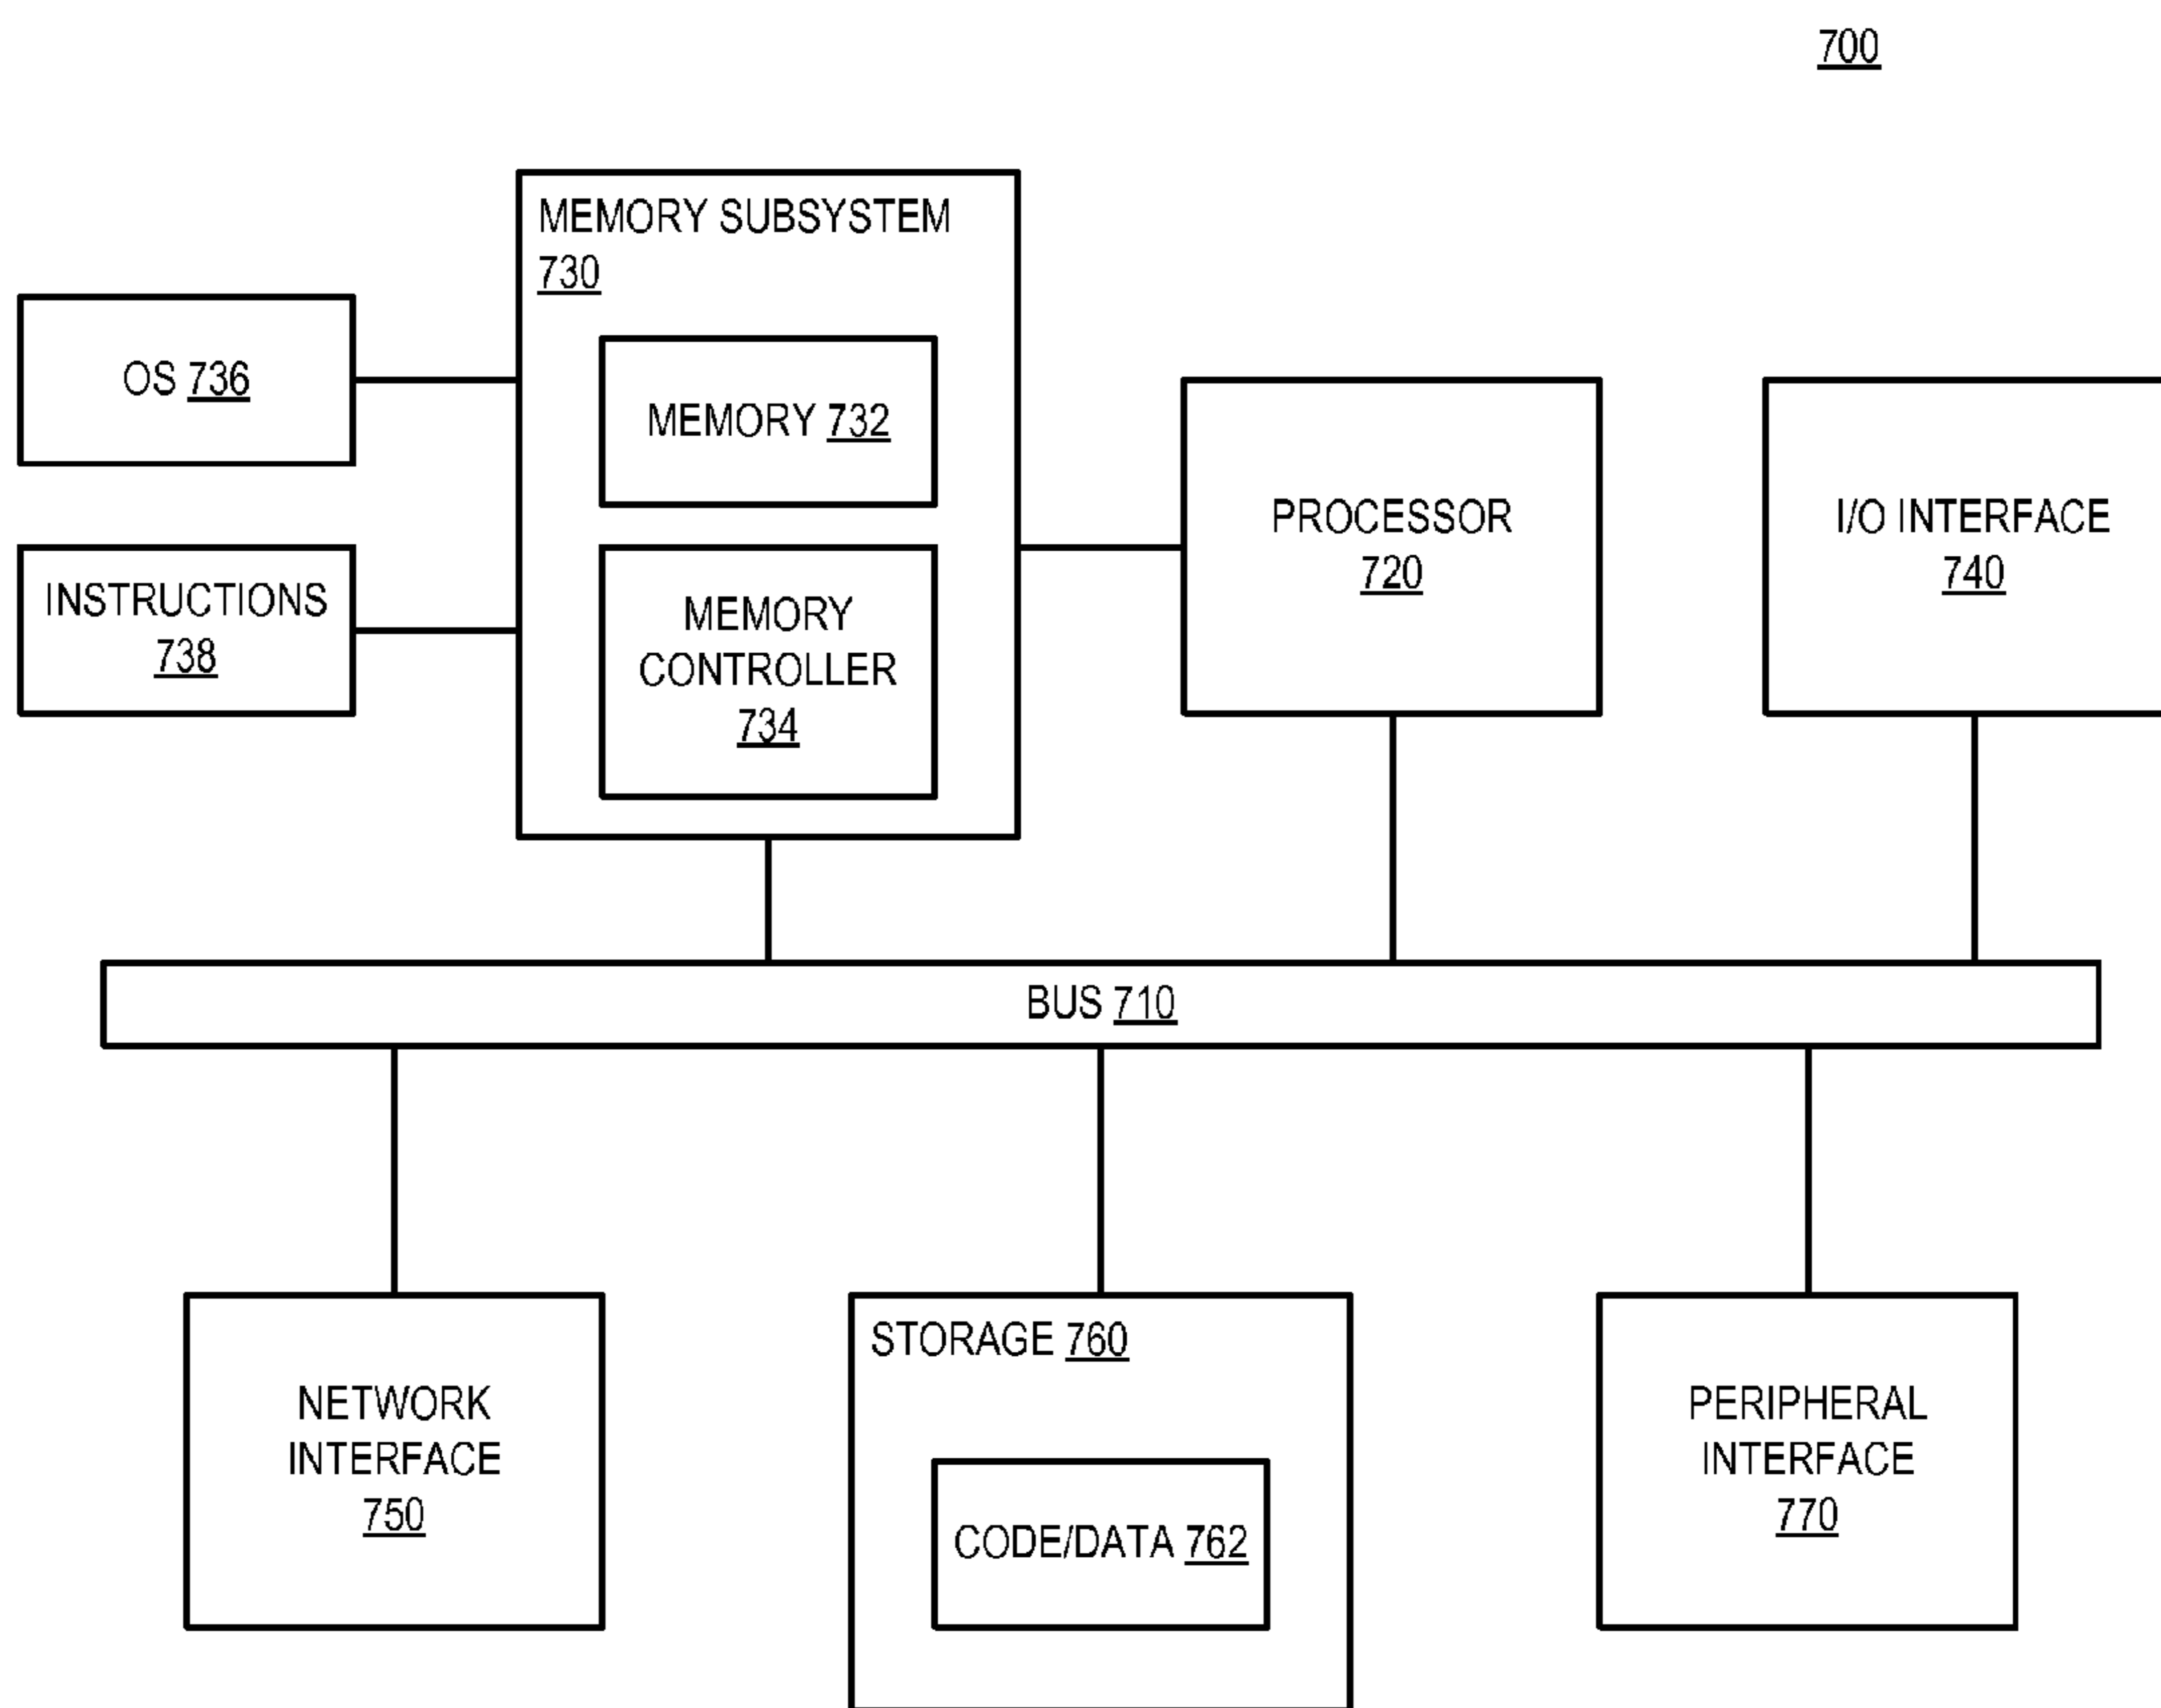 700
MEMORY SUBSYSTEM
730
OS 736
MEMORY 732
INSTRUCTIONS
738
MEMORY
CONTROLLER
734
PROCESSOR
720
I/O INTERFACE
740
BUS 710
NETWORK
INTERFACE
750
STORAGE 760
CODE/DATA 762
PERIPHERAL
INTERFACE
770